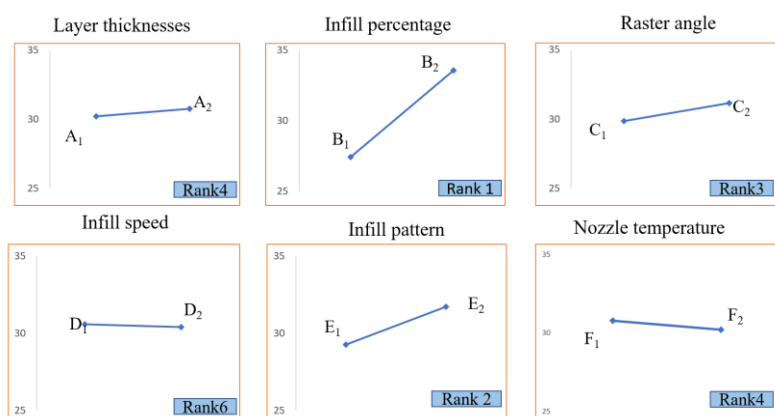 Layer thicknesses
35
30
25
A₁
A₂
Rank4
Infill percentage
35
30
25
B₁
B₂
Rank 1
Raster angle
35
30
25
C₁
C₂
Rank3
Infill speed
35
30
25
D₁
D₂
Rank6
Infill pattern
35
30
25
E₁
E₂
Rank 2
Nozzle temperature
35
30
25
F₁
F₂
Rank4